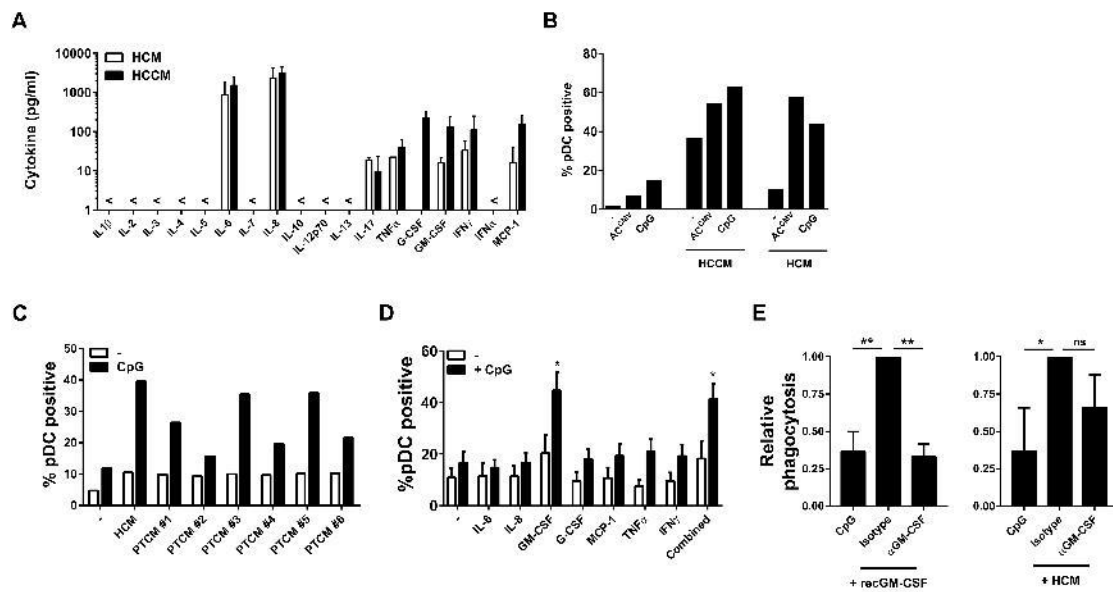 A
HCM
HCCM
Cytokine (pg/ml)
10000
1000
100
10
1
< < < < < < < < < <
IL1β IL-2 IL-3 IL-4 IL-5 IL-6 IL-7 IL-8 IL-10 IL-12p70 IL-13 IL-17 TNFα G-CSF GM-CSF IFNγ IFNα MCP-1
B
% pDC positive
80
60
40
20
0
- ACCMV CpG - ACCMV CpG - ACCMV CpG
HCCM HCM
C
-
CpG
% pDC positive
50
40
30
20
10
0
- HCM PTCM #1 PTCM #2 PTCM #3 PTCM #4 PTCM #5 PTCM #6
D
-
+ CpG
%pDC positive
60
40
20
0
* *
- IL-6 IL-8 GM-CSF G-CSF MCP-1 TNFα IFNγ Combined
E
Relative phagocytosis
** **
1.00
0.75
0.50
0.25
0.00
CpG Isotype αGM-CSF
+ recGM-CSF
* ns
1.00
0.75
0.50
0.25
0.00
CpG Isotype αGM-CSF
+ HCM